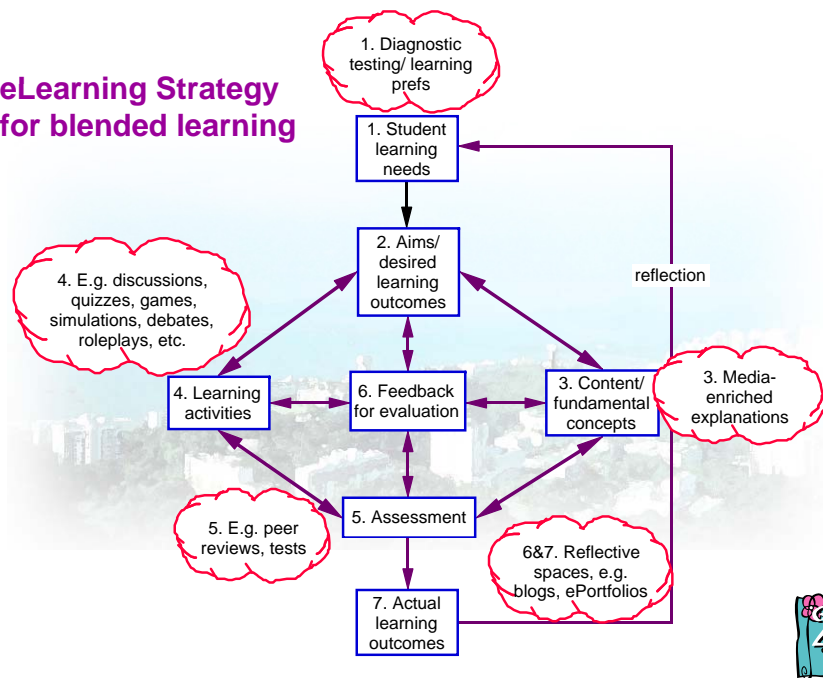 1. Diagnostic
testing/ learning
prefs
eLearning Strategy
for blended learning
1. Student
learning
needs
2. Aims/
desired
learning
outcomes
reflection
4. E.g. discussions,
quizzes, games,
simulations, debates,
roleplays, etc.
4. Learning
activities
6. Feedback
for evaluation
3. Content/
fundamental
concepts
3. Media-
enriched
explanations
5. Assessment
5. E.g. peer
reviews, tests
6&7. Reflective
spaces, e.g.
blogs, ePortfolios
7. Actual
learning
outcomes